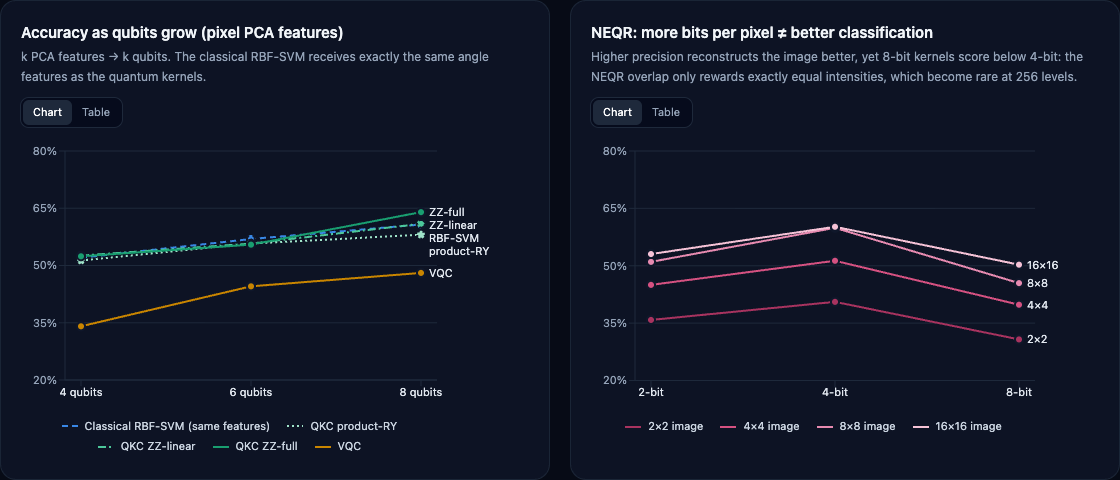 Accuracy as qubits grow (pixel PCA features)
k PCA features → k qubits. The classical RBF-SVM receives exactly the same angle
features as the quantum kernels.
Chart
Table
80%
65%
50%
35%
20%
ZZ-full
ZZ-linear
RBF-SVM
product-RY
VQC
4 qubits
6 qubits
8 qubits
Classical RBF-SVM (same features)
QKC product-RY
QKC ZZ-linear
QKC ZZ-full
VQC
NEQR: more bits per pixel ≠ better classification
Higher precision reconstructs the image better, yet 8-bit kernels score below 4-bit: the
NEQR overlap only rewards exactly equal intensities, which become rare at 256 levels.
Chart
Table
80%
65%
50%
35%
20%
16×16
8×8
4×4
2×2
2-bit
4-bit
8-bit
2×2 image
4×4 image
8×8 image
16×16 image